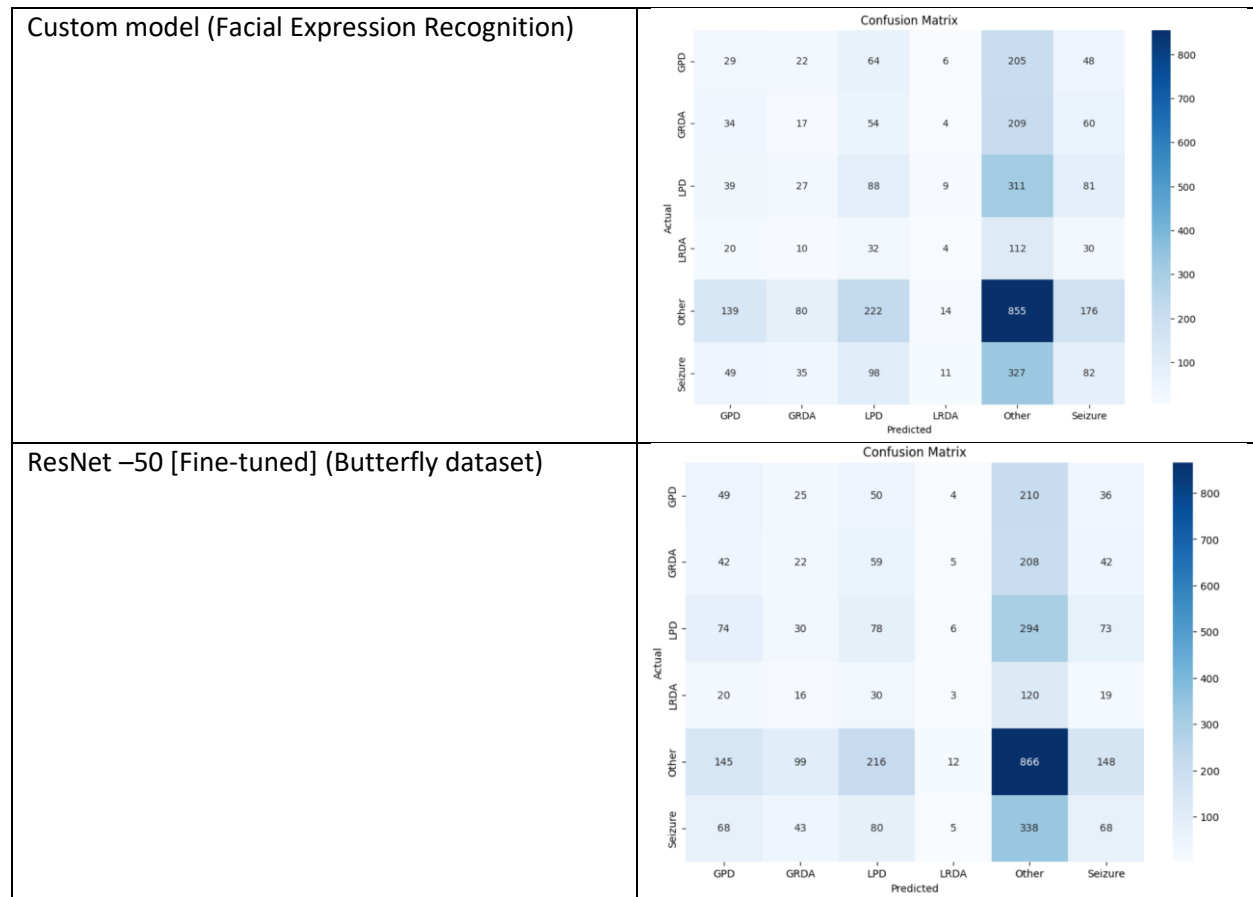 Custom model (Facial Expression Recognition)
Confusion Matrix
GPD 29 22 64 6 205 48
GRDA 34 17 54 4 209 60
LPD 39 27 88 9 311 81
LRDA 20 10 32 4 112 30
Other 139 80 222 14 855 176
Seizure 49 35 98 11 327 82
Actual
GPD GRDA LPD LRDA Other Seizure
Predicted
800
700
600
500
400
300
200
100
ResNet –50 [Fine-tuned] (Butterfly dataset)
Confusion Matrix
GPD 49 25 50 4 210 36
GRDA 42 22 59 5 208 42
LPD 74 30 78 6 294 73
LRDA 20 16 30 3 120 19
Other 145 99 216 12 866 148
Seizure 68 43 80 5 338 68
Actual
GPD GRDA LPD LRDA Other Seizure
Predicted
800
700
600
500
400
300
200
100